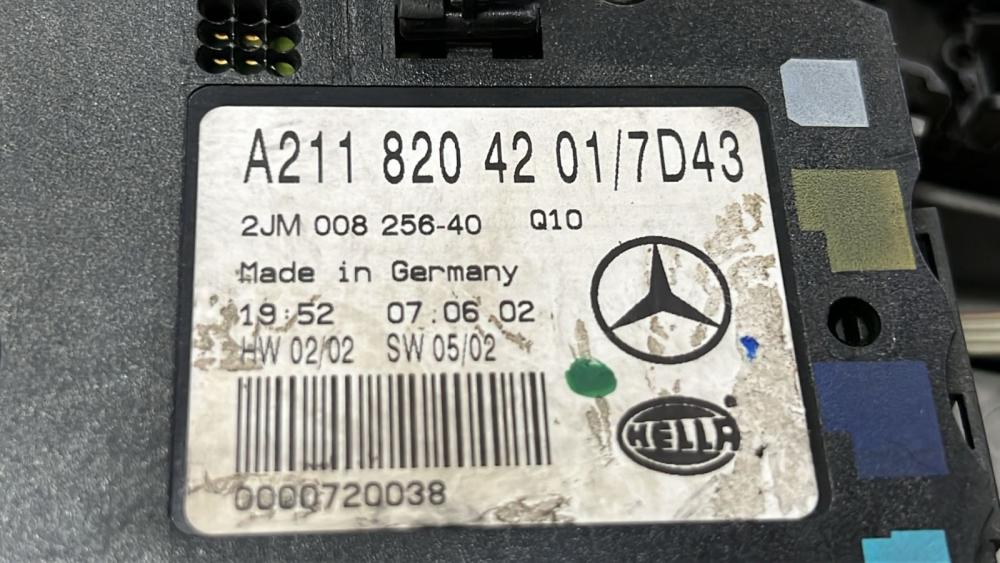 A211 820 42 01/7D43
2JM 008 256-40 Q10
Made in Germany
19:52 07.06.02
HW 02/02 SW 05/02
0000720038
HELLA